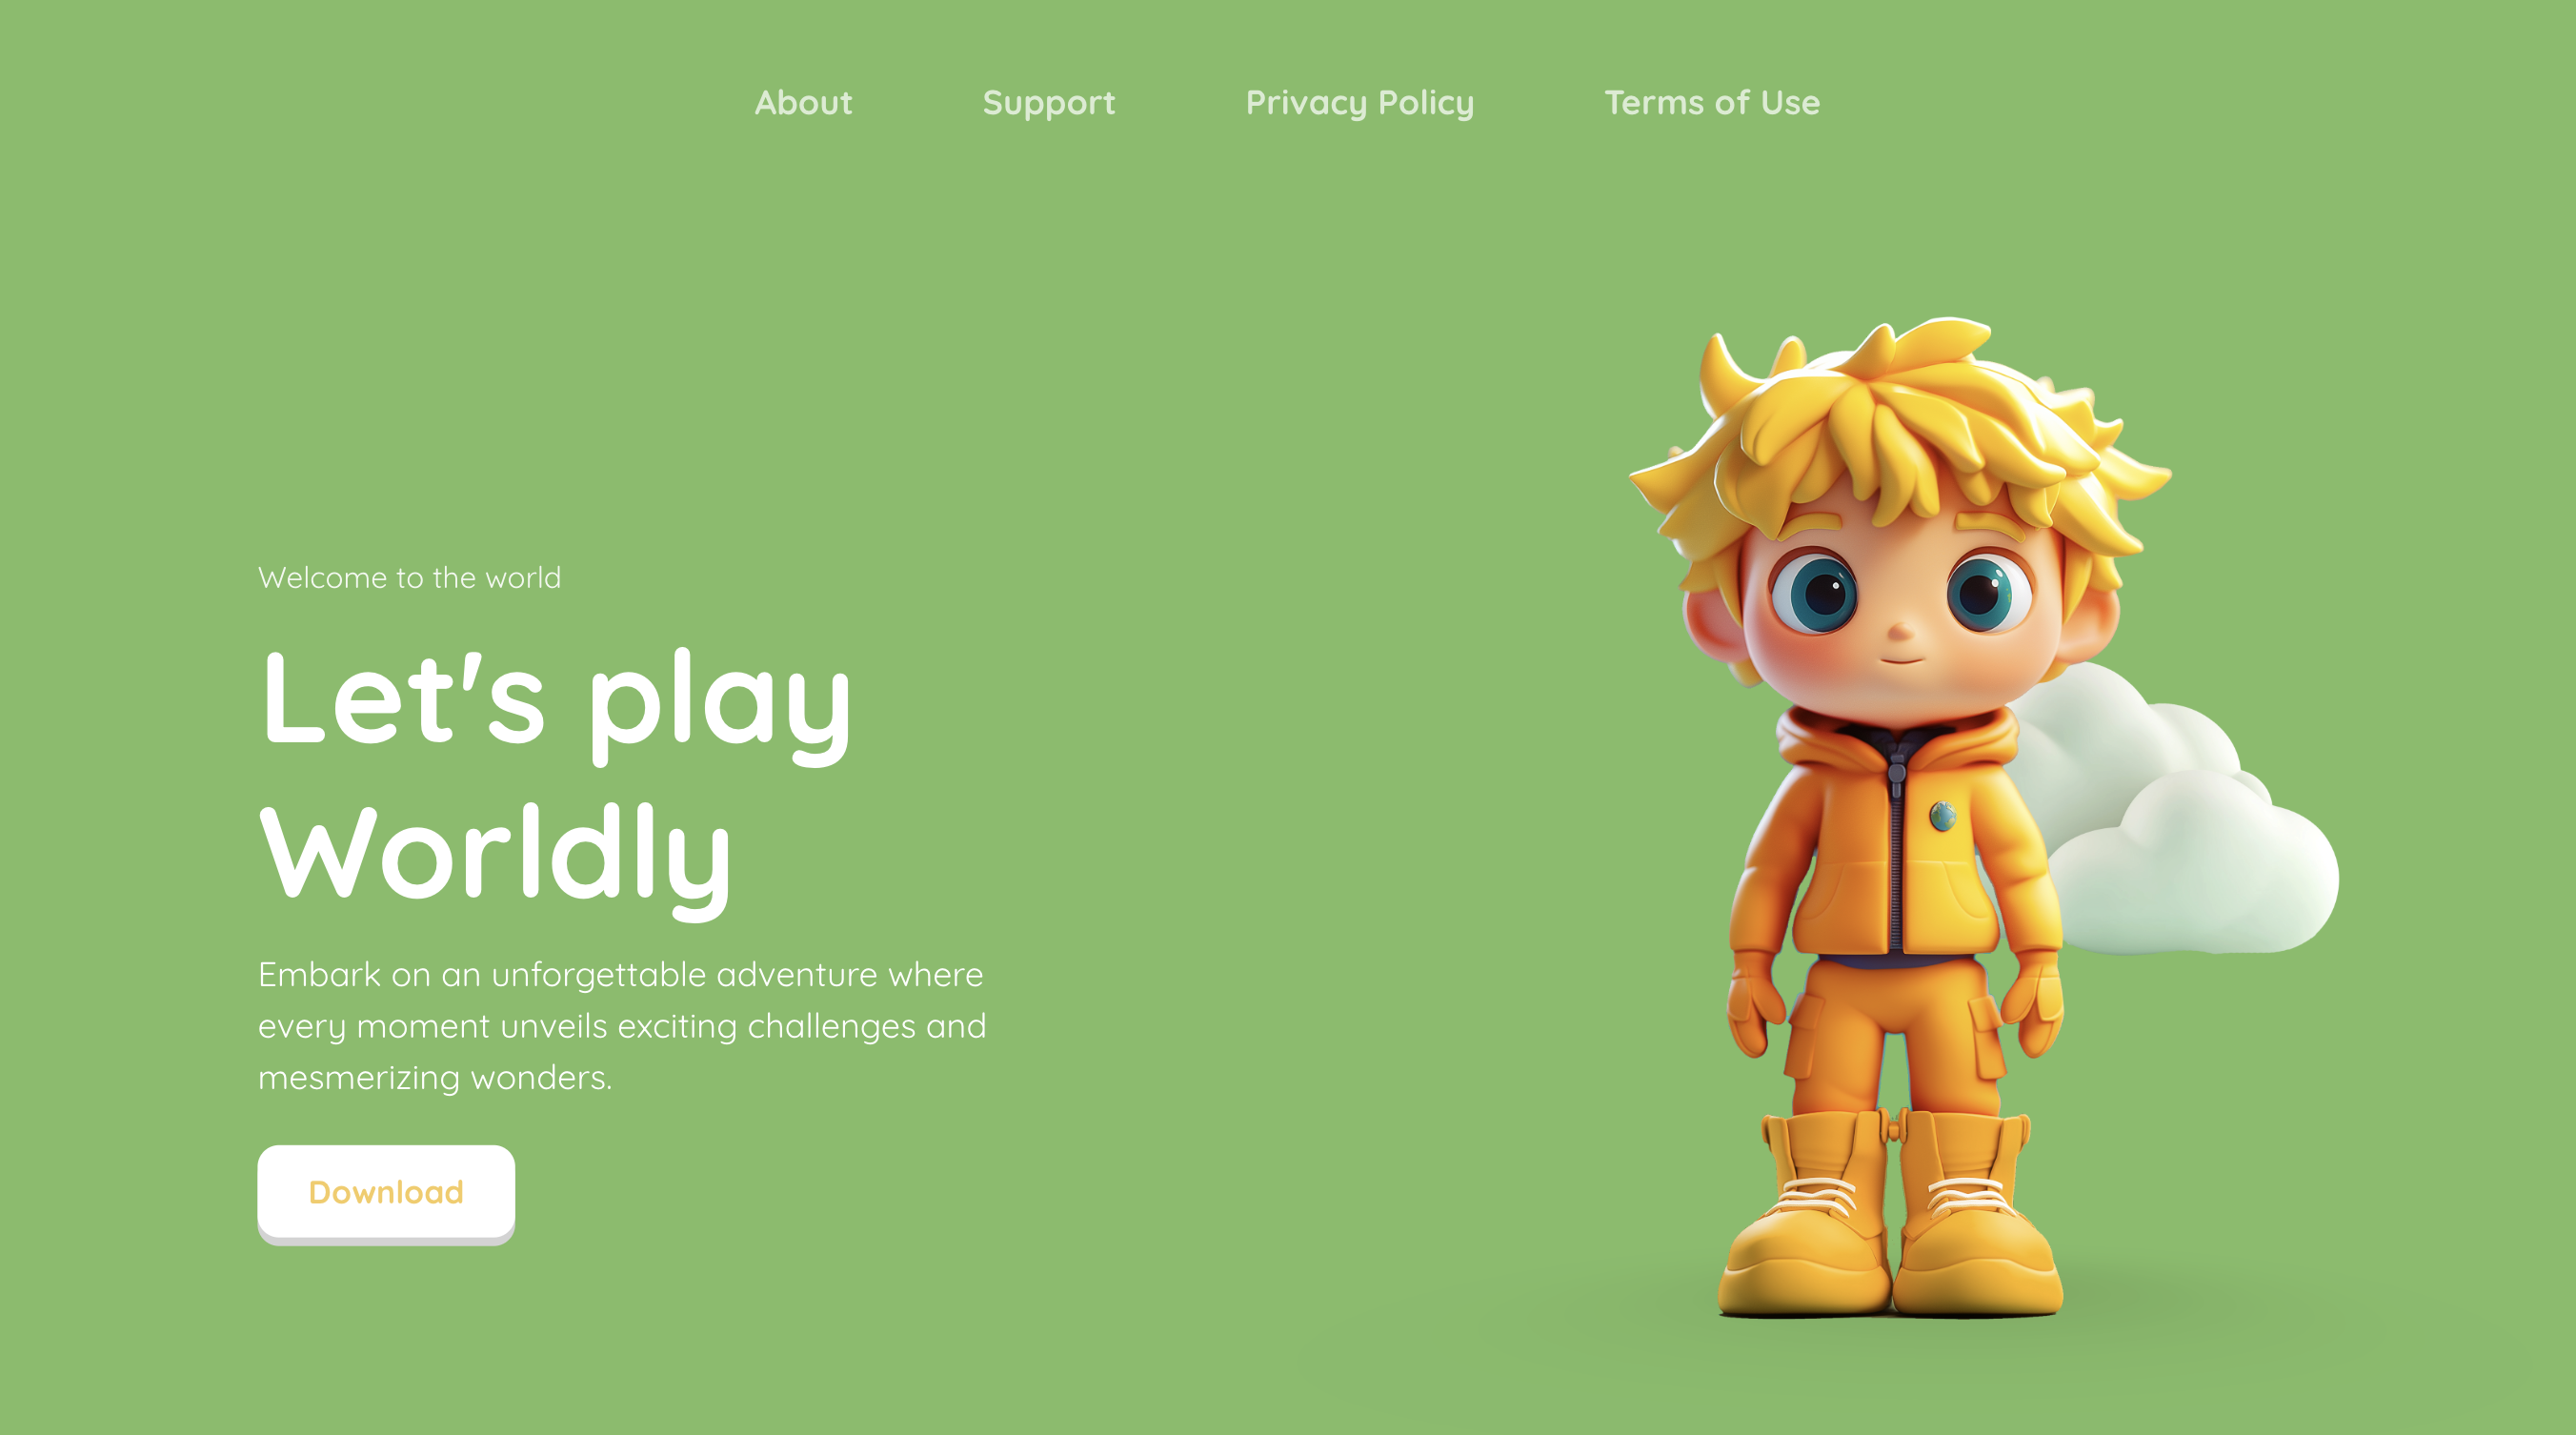 About Support Privacy Policy Terms of Use
Welcome to the world
Let's play
Worldly
Embark on an unforgettable adventure where
every moment unveils exciting challenges and
mesmerizing wonders.
Download